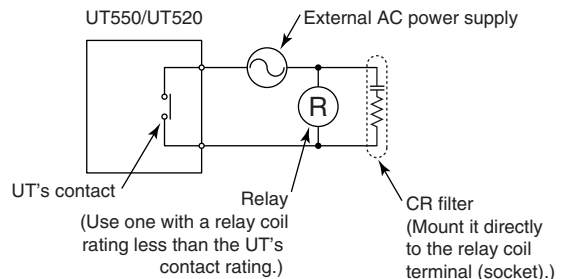 UT550/UT520
External AC power supply
R
UT's contact
Relay
(Use one with a relay coil
rating less than the UT's
contact rating.)
CR filter
(Mount it directly
to the relay coil
terminal (socket).)